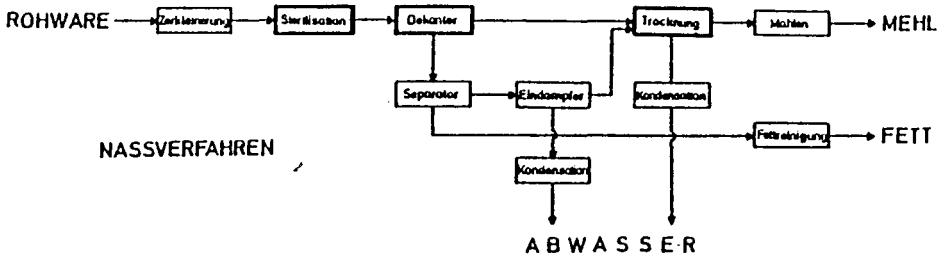 ROHWARE Zerkleinerung Sterilisation Dekanter Trocknung Mahlen MEHL
Separator Eindampfer Kondensation
Fettreinigung FETT
NASSVERFAHREN
Kondensation
ABWASSER